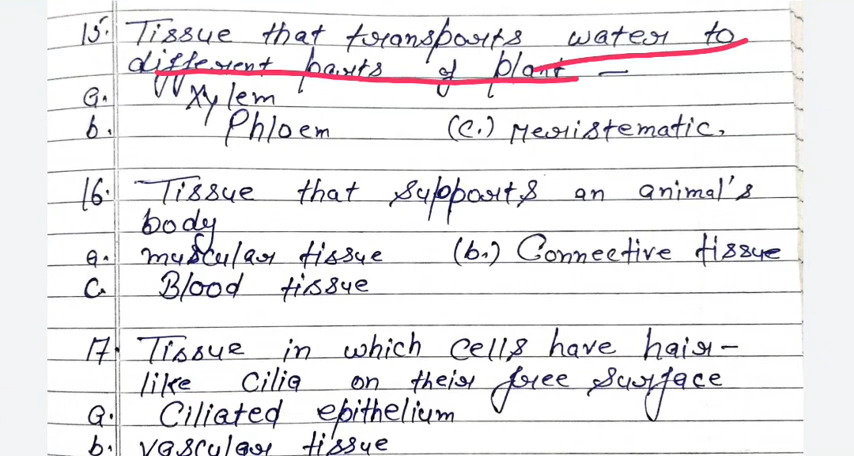 15. Tissue that transports water to
different parts of plant —
a. Xylem
b. Phloem (c.) Meristematic.
16. Tissue that supports an animal's
body
a. muscular tissue (b.) Connective tissue
c. Blood tissue
17. Tissue in which cells have hair-
like cilia on their free surface
a. Ciliated epithelium
b. vascular tissue